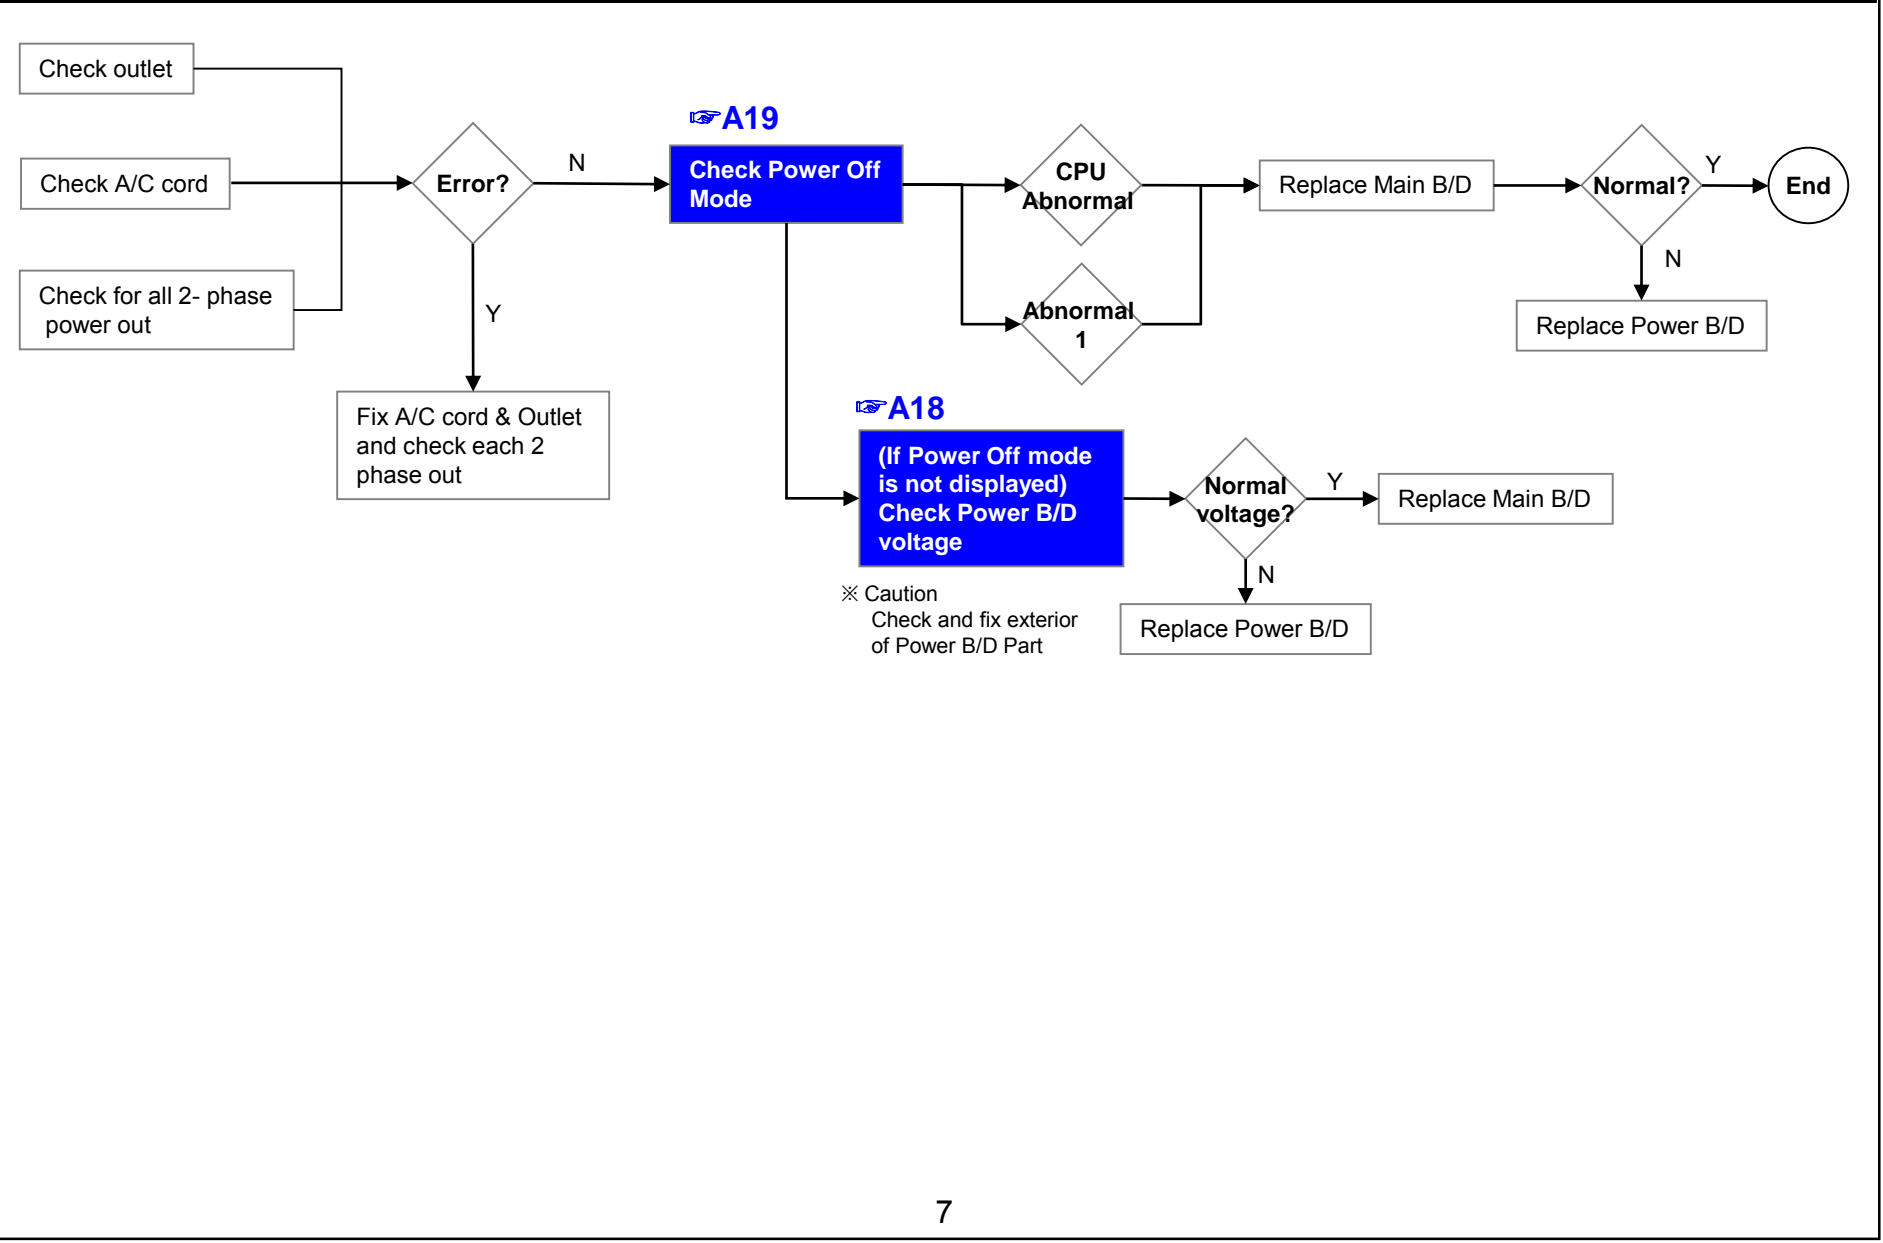 Check outlet
Check A/C cord
Check for all 2- phase
power out
Error?
N
Y
Fix A/C cord & Outlet
and check each 2
phase out
☞A19
Check Power Off
Mode
CPU
Abnormal
Abnormal
1
Replace Main B/D
Normal?
Y
End
N
Replace Power B/D
☞A18
(If Power Off mode
is not displayed)
Check Power B/D
voltage
※ Caution
Check and fix exterior
of Power B/D Part
Normal
voltage?
Y
Replace Main B/D
N
Replace Power B/D
7